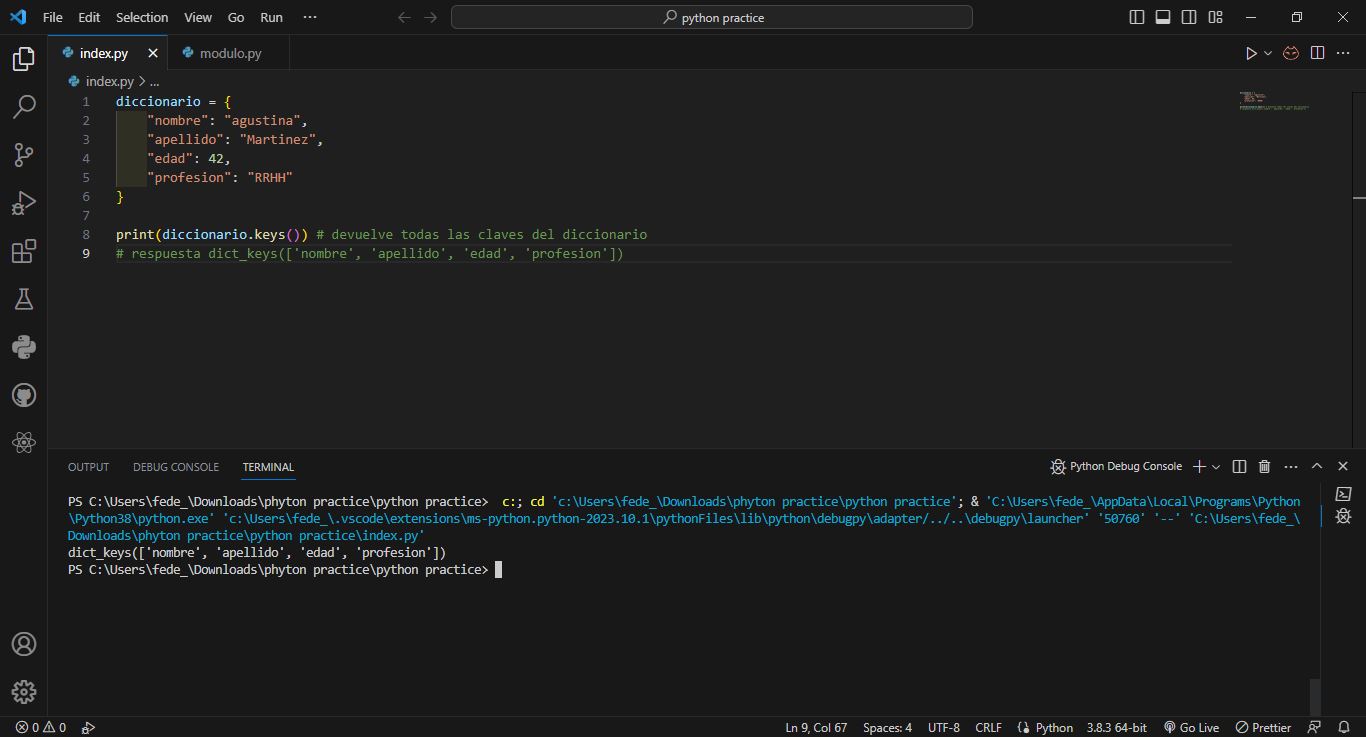 File Edit Selection View Go Run ···
python practice
index.py modulo.py
index.py > ...
1 diccionario = {
2 "nombre": "agustina",
3 "apellido": "Martinez",
4 "edad": 42,
5 "profesion": "RRHH"
6 }
7
8 print(diccionario.keys()) # devuelve todas las claves del diccionario
9 # respuesta dict_keys(['nombre', 'apellido', 'edad', 'profesion'])
OUTPUT DEBUG CONSOLE TERMINAL
Python Debug Console
PS C:\Users\fede_\Downloads\phyton practice\python practice> c:; cd 'c:\Users\fede_\Downloads\phyton practice\python practice'; & 'C:\Users\fede_\AppData\Local\Programs\Python
\Python38\python.exe' 'c:\Users\fede_\.vscode\extensions\ms-python.python-2023.10.1\pythonFiles\lib\python\debugpy\adapter/../..\debugpy\launcher' '50760' '--' 'C:\Users\fede_\
Downloads\phyton practice\python practice\index.py'
dict_keys(['nombre', 'apellido', 'edad', 'profesion'])
PS C:\Users\fede_\Downloads\phyton practice\python practice>
0 0 Ln 9, Col 67 Spaces: 4 UTF-8 CRLF Python 3.8.3 64-bit Go Live Prettier